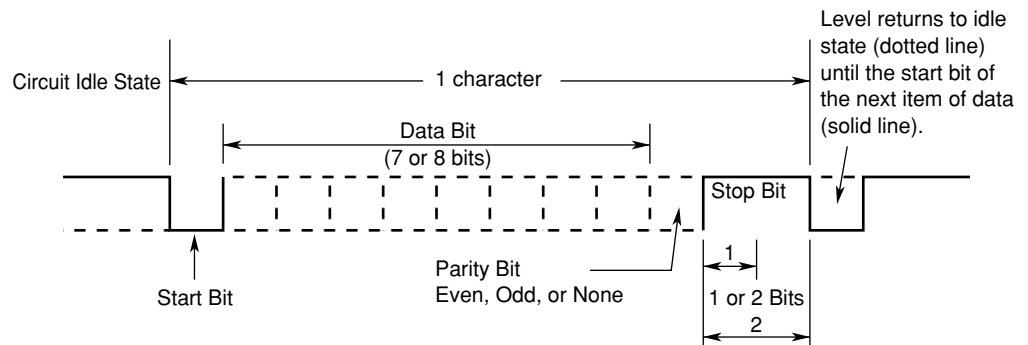 Level returns to idle
state (dotted line)
until the start bit of
the next item of data
(solid line).
Circuit Idle State
1 character
Data Bit
(7 or 8 bits)
Stop Bit
1
Parity Bit
Even, Odd, or None
Start Bit
1 or 2 Bits
2